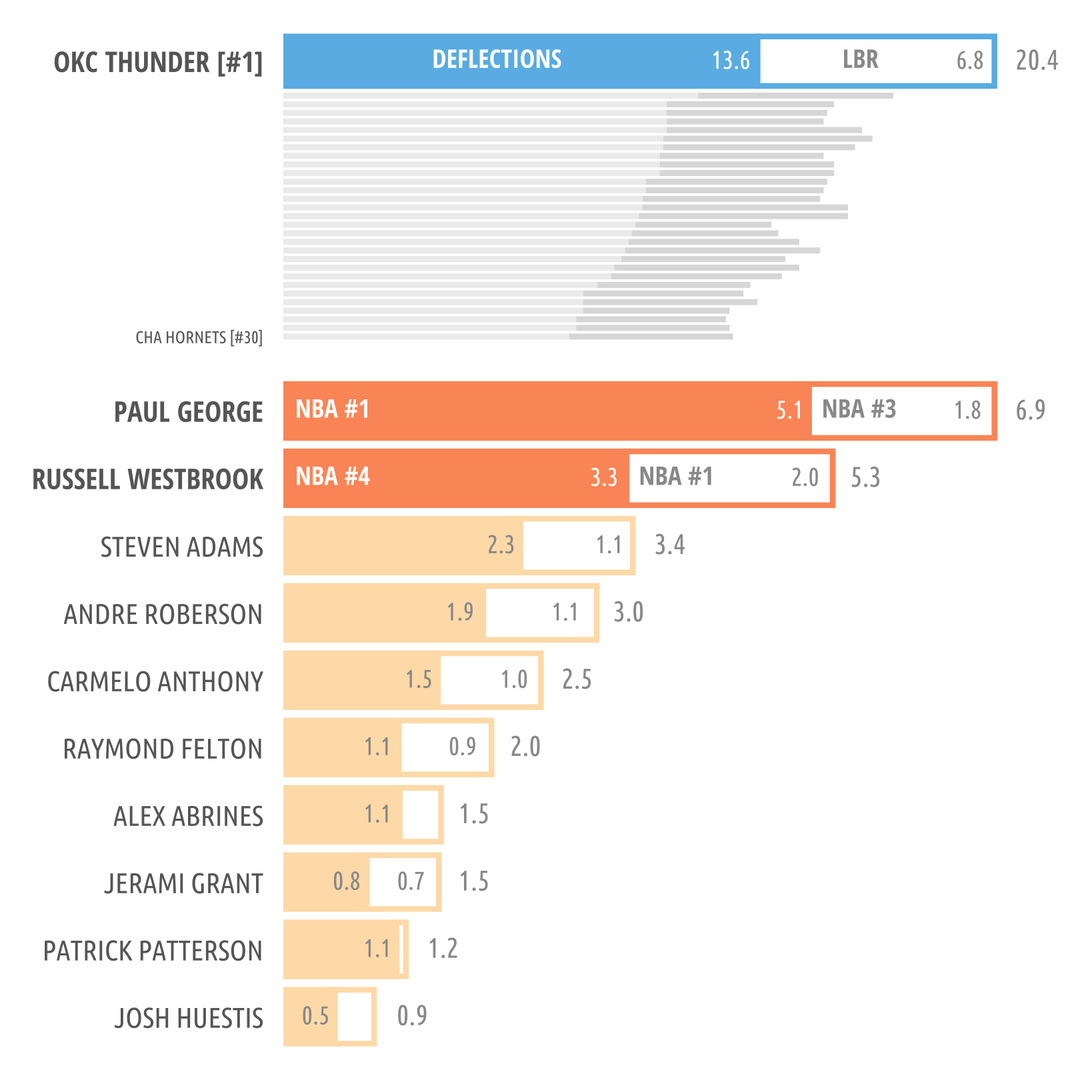 OKC THUNDER [#1] DEFLECTIONS 13.6 LBR 6.8 20.4
CHA HORNETS [#30]
PAUL GEORGE NBA #1 5.1 NBA #3 1.8 6.9
RUSSELL WESTBROOK NBA #4 3.3 NBA #1 2.0 5.3
STEVEN ADAMS 2.3 1.1 3.4
ANDRE ROBERSON 1.9 1.1 3.0
CARMELO ANTHONY 1.5 1.0 2.5
RAYMOND FELTON 1.1 0.9 2.0
ALEX ABRINES 1.1 1.5
JERAMI GRANT 0.8 0.7 1.5
PATRICK PATTERSON 1.1 1.2
JOSH HUESTIS 0.5 0.9